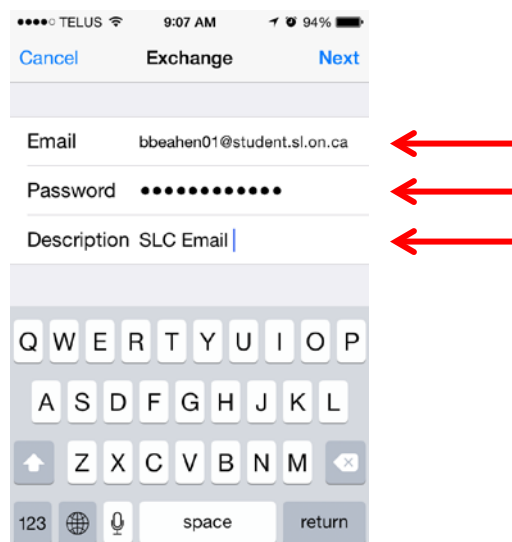 TELUS 9:07 AM 94%
Cancel Exchange Next
Email bbeahen01@student.sl.on.ca
Password ●●●●●●●●●●●●
Description SLC Email
Q W E R T Y U I O P
A S D F G H J K L
Z X C V B N M
123 space return